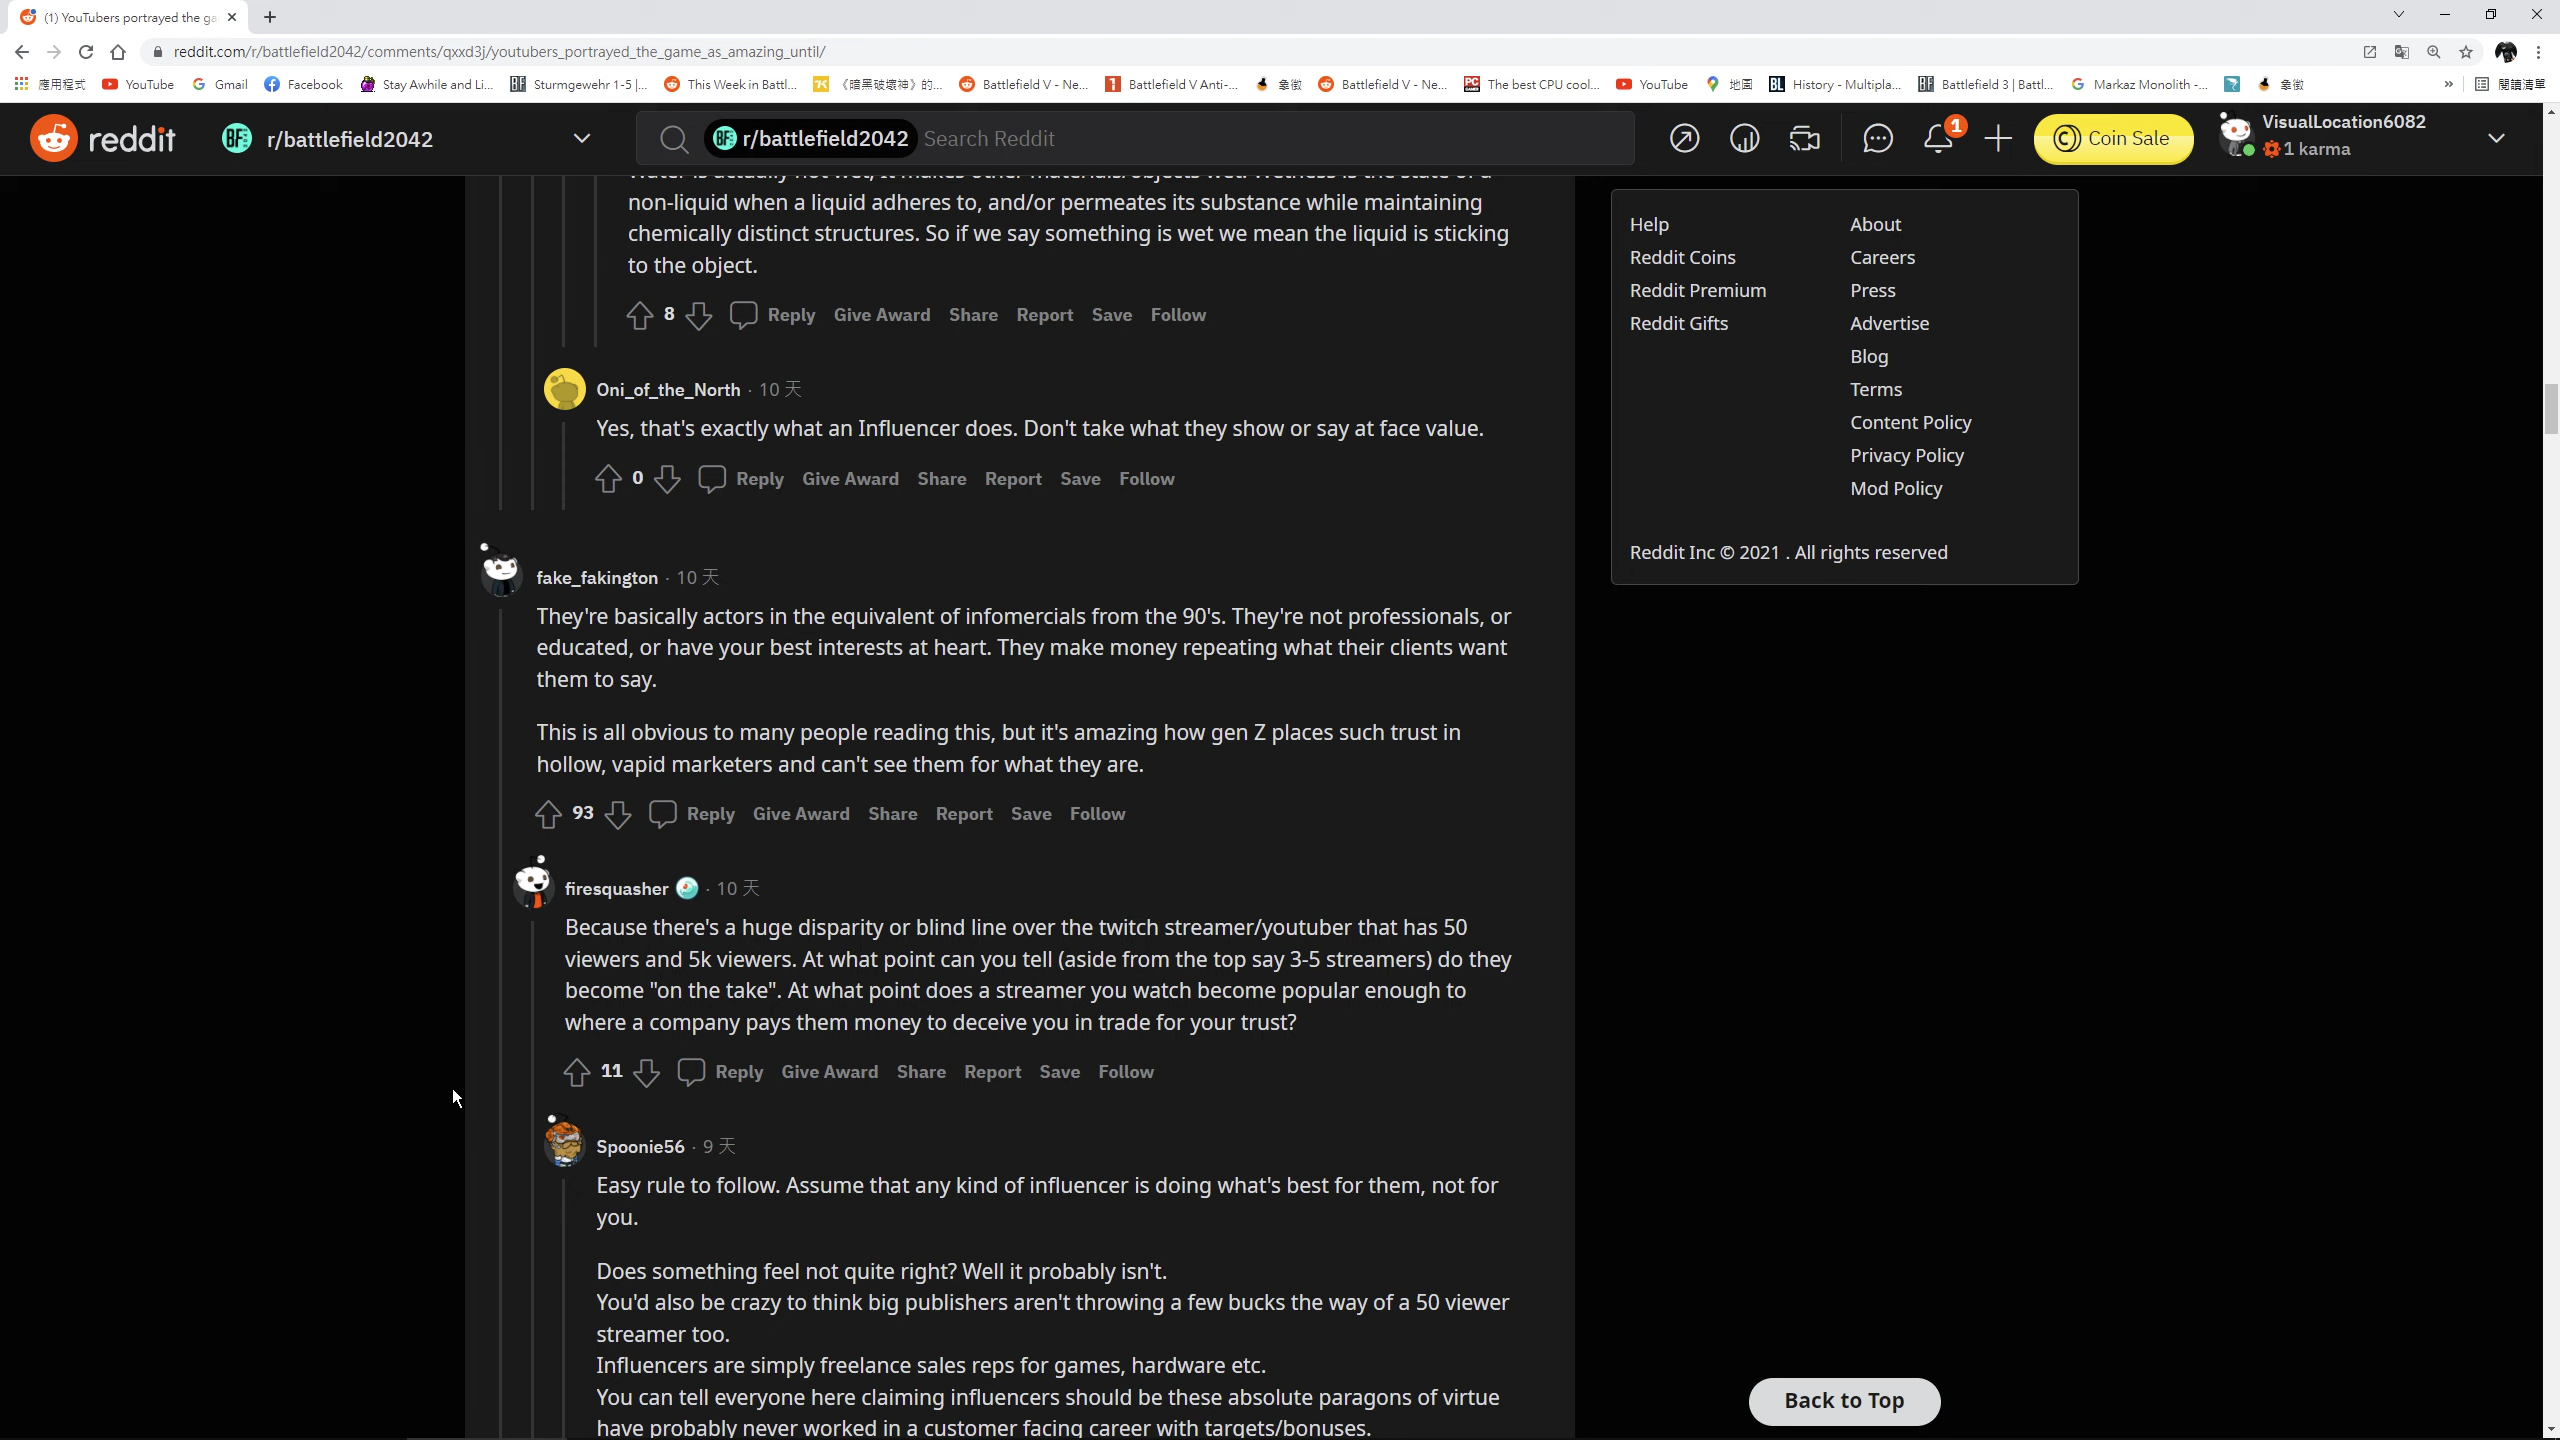 (1) YouTubers portrayed the ga
reddit.com/r/battlefield2042/comments/qxxd3j/youtubers_portrayed_the_game_as_amazing_until/
應用程式 YouTube Gmail Facebook Stay Awhile and Li... Sturmgewehr 1-5 |... This Week in Battl... 《暗黑破壞神》的... Battlefield V - Ne... Battlefield V Anti-... 彙徵 Battlefield V - Ne... The best CPU cool... YouTube 地圖 History - Multipla... Battlefield 3 | Battl... Markaz Monolith -... 彙徵 » 閱讀清單
reddit r/battlefield2042 r/battlefield2042 Search Reddit 1 Coin Sale VisualLocation6082
1 karma
non-liquid when a liquid adheres to, and/or permeates its substance while maintaining
chemically distinct structures. So if we say something is wet we mean the liquid is sticking
to the object.
8 Reply Give Award Share Report Save Follow
Oni_of_the_North · 10 天
Yes, that's exactly what an Influencer does. Don't take what they show or say at face value.
0 Reply Give Award Share Report Save Follow
fake_fakington · 10 天
They're basically actors in the equivalent of infomercials from the 90's. They're not professionals, or
educated, or have your best interests at heart. They make money repeating what their clients want
them to say.
This is all obvious to many people reading this, but it's amazing how gen Z places such trust in
hollow, vapid marketers and can't see them for what they are.
93 Reply Give Award Share Report Save Follow
firesquasher · 10 天
Because there's a huge disparity or blind line over the twitch streamer/youtuber that has 50
viewers and 5k viewers. At what point can you tell (aside from the top say 3-5 streamers) do they
become "on the take". At what point does a streamer you watch become popular enough to
where a company pays them money to deceive you in trade for your trust?
11 Reply Give Award Share Report Save Follow
Spoonie56 · 9 天
Easy rule to follow. Assume that any kind of influencer is doing what's best for them, not for
you.
Does something feel not quite right? Well it probably isn't.
You'd also be crazy to think big publishers aren't throwing a few bucks the way of a 50 viewer
streamer too.
Influencers are simply freelance sales reps for games, hardware etc.
You can tell everyone here claiming influencers should be these absolute paragons of virtue
have probably never worked in a customer facing career with targets/bonuses.
Help
Reddit Coins
Reddit Premium
Reddit Gifts
About
Careers
Press
Advertise
Blog
Terms
Content Policy
Privacy Policy
Mod Policy
Reddit Inc © 2021 . All rights reserved
Back to Top